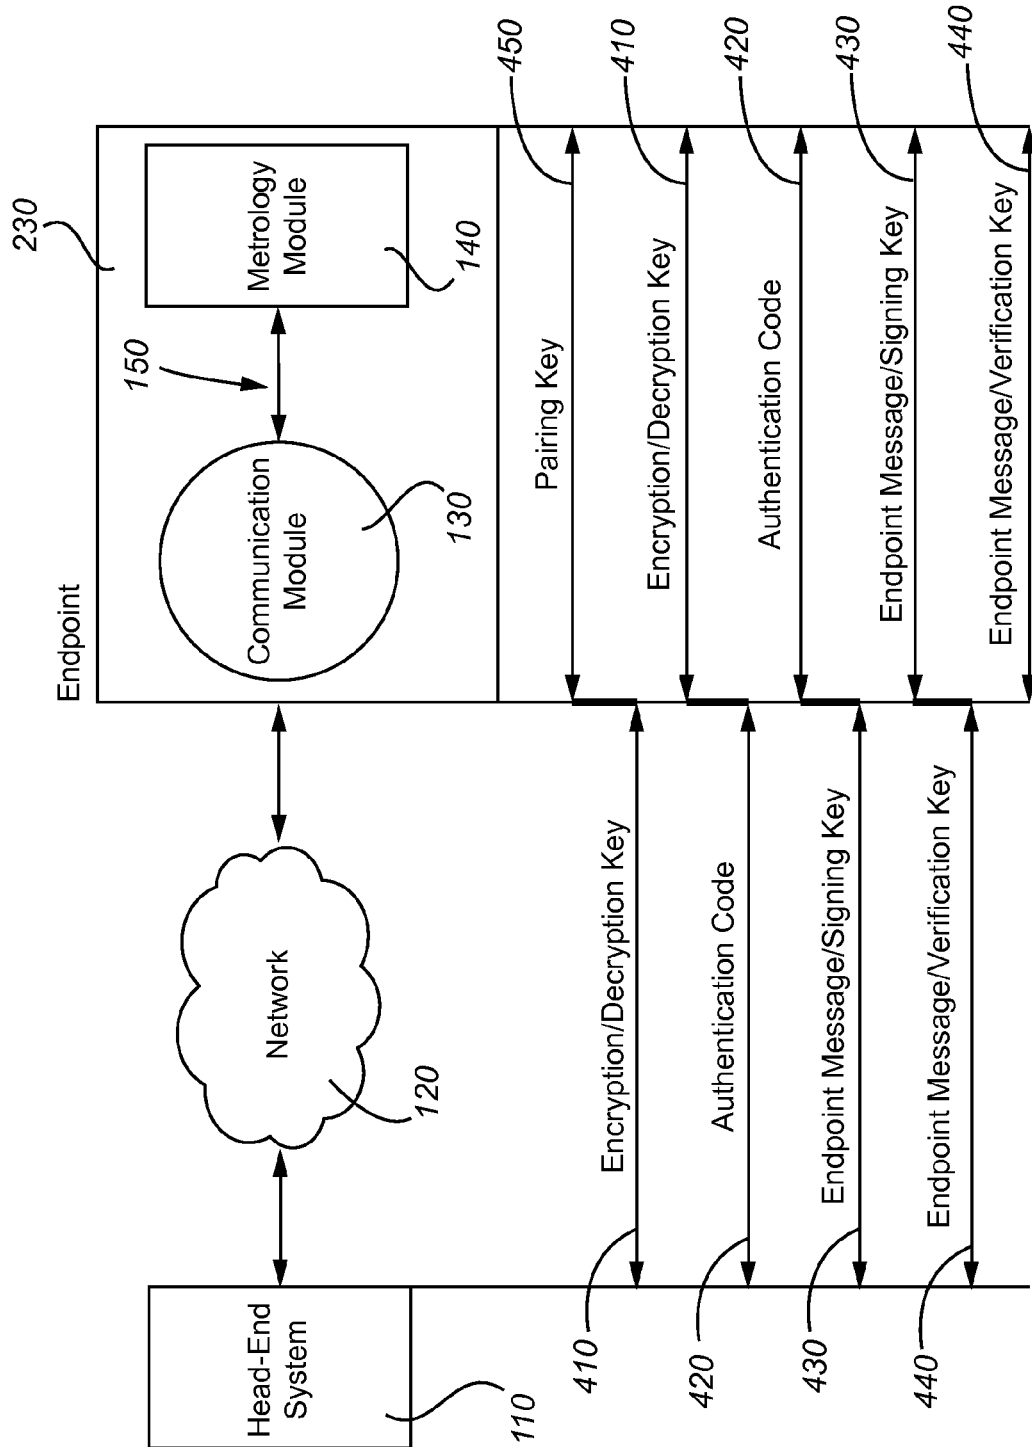 Endpoint
230
Head-End
System
110
Network
120
Communication
Module
130
150
Metrology
Module
140
Pairing Key
450
Encryption/Decryption Key
410
Encryption/Decryption Key
410
Authentication Code
420
Authentication Code
420
Endpoint Message/Signing Key
430
Endpoint Message/Signing Key
430
Endpoint Message/Verification Key
440
Endpoint Message/Verification Key
440